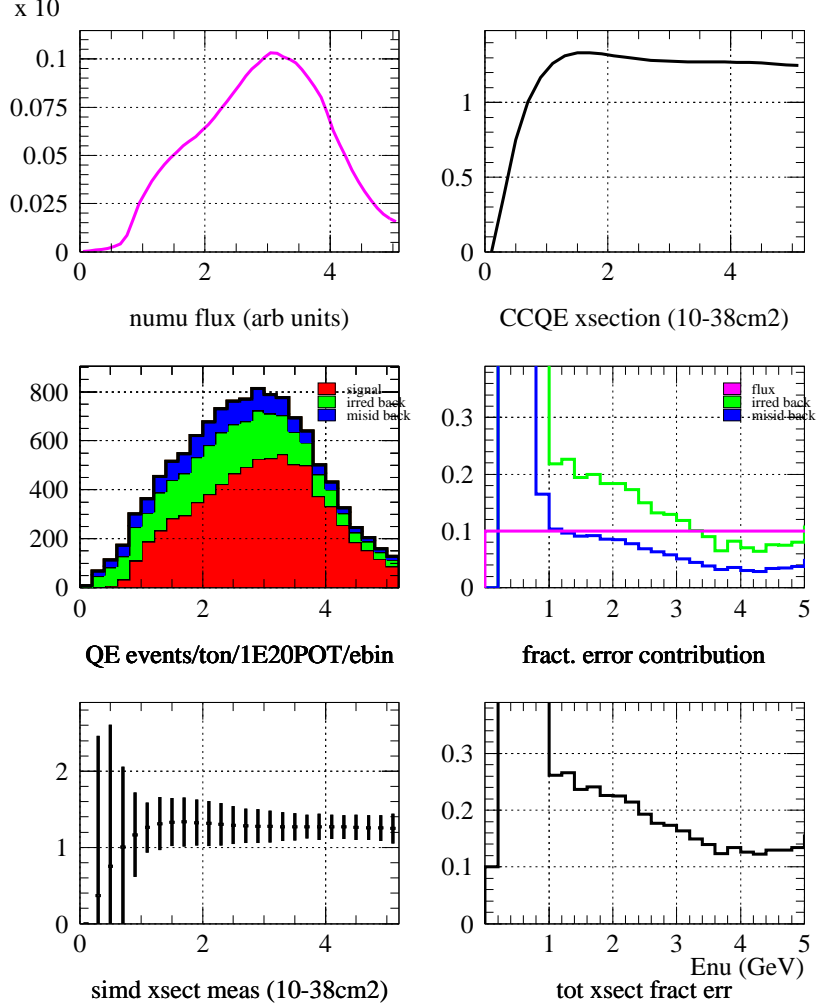 x 10
0.1
0.075
0.05
0.025
0
0 2 4
numu flux (arb units)
1
0.5
0
0 2 4
CCQE xsection (10-38cm2)
800
600
400
200
0
signal
irred back
misid back
0 2 4
QE events/ton/1E20POT/ebin
0.3
0.2
0.1
0
flux
irred back
misid back
0 1 2 3 4 5
fract. error contribution
2
1
0
0 2 4
simd xsect meas (10-38cm2)
0.3
0.2
0.1
0
0 1 2 3 4 5
Enu (GeV)
tot xsect fract err